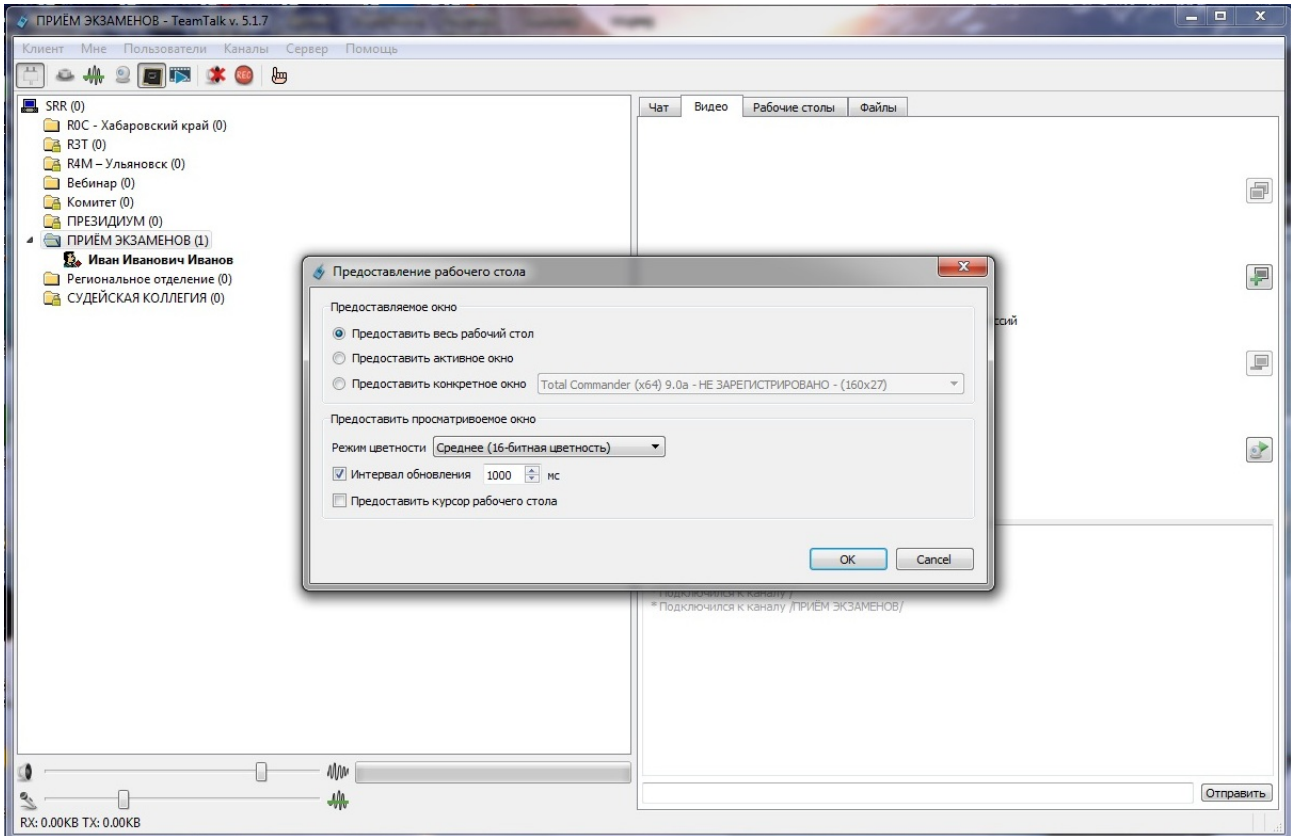 ПРИЁМ ЭКЗАМЕНОВ - TeamTalk v. 5.1.7
Клиент Мне Пользователи Каналы Сервер Помощь
REC
SRR (0)
R0C - Хабаровский край (0)
R3T (0)
R4M – Ульяновск (0)
Вебинар (0)
Комитет (0)
ПРЕЗИДИУМ (0)
ПРИЁМ ЭКЗАМЕНОВ (1)
Иван Иванович Иванов
Региональное отделение (0)
СУДЕЙСКАЯ КОЛЛЕГИЯ (0)
Чат Видео Рабочие столы Файлы
Предоставление рабочего стола
Предоставляемое окно
Предоставить весь рабочий стол
Предоставить активное окно
Предоставить конкретное окно Total Commander (x64) 9.0a - НЕ ЗАРЕГИСТРИРОВАНО - (160x27)
Предоставить просматривоемое окно
Режим цветности Среднее (16-битная цветность)
Интервал обновления 1000 мс
Предоставить курсор рабочего стола
OK Cancel
* Подключился к каналу /
* Подключился к каналу /ПРИЁМ ЭКЗАМЕНОВ/
Отправить
RX: 0.00KB TX: 0.00KB